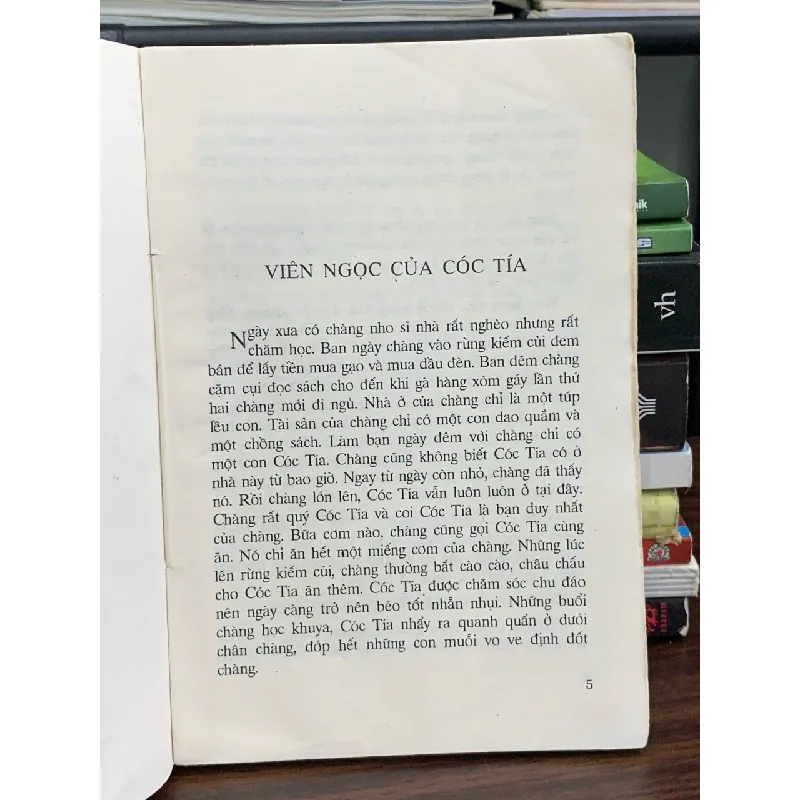 VIÊN NGỌC CỦA CÓC TÍA
Ngày xưa có chàng nho sĩ nhà rất nghèo nhưng rất
chăm học. Ban ngày chàng vào rừng kiếm củi đem
bán để lấy tiền mua gạo và mua dầu đèn. Ban đêm chàng
cặm cụi đọc sách cho đến khi gà hàng xóm gáy lần thứ
hai chàng mới đi ngủ. Nhà ở của chàng chỉ là một túp
lều con. Tài sản của chàng chỉ có một con dao quắm và
một chồng sách. Làm bạn ngày đêm với chàng chỉ có
một con Cóc Tía. Chàng cũng không biết Cóc Tía có ở
nhà này từ bao giờ. Ngay từ ngày còn nhỏ, chàng đã thấy
nó. Rồi chàng lớn lên, Cóc Tía vẫn luôn luôn ở tại đây.
Chàng rất quý Cóc Tía và coi Cóc Tía là bạn duy nhất
của chàng. Bữa cơm nào, chàng cũng gọi Cóc Tía cùng
ăn. Nó chỉ ăn hết một miếng cơm của chàng. Những lúc
lên rừng kiếm củi, chàng thường bắt cào cào, châu chấu
cho Cóc Tía ăn thêm. Cóc Tía được chăm sóc chu đáo
nên ngày càng trở nên béo tốt nhẵn nhụi. Những buổi
chàng học khuya, Cóc Tía nhẩy ra quanh quẩn ở dưới
chân chàng, đớp hết những con muỗi vo ve định đốt
chàng.
5
vh